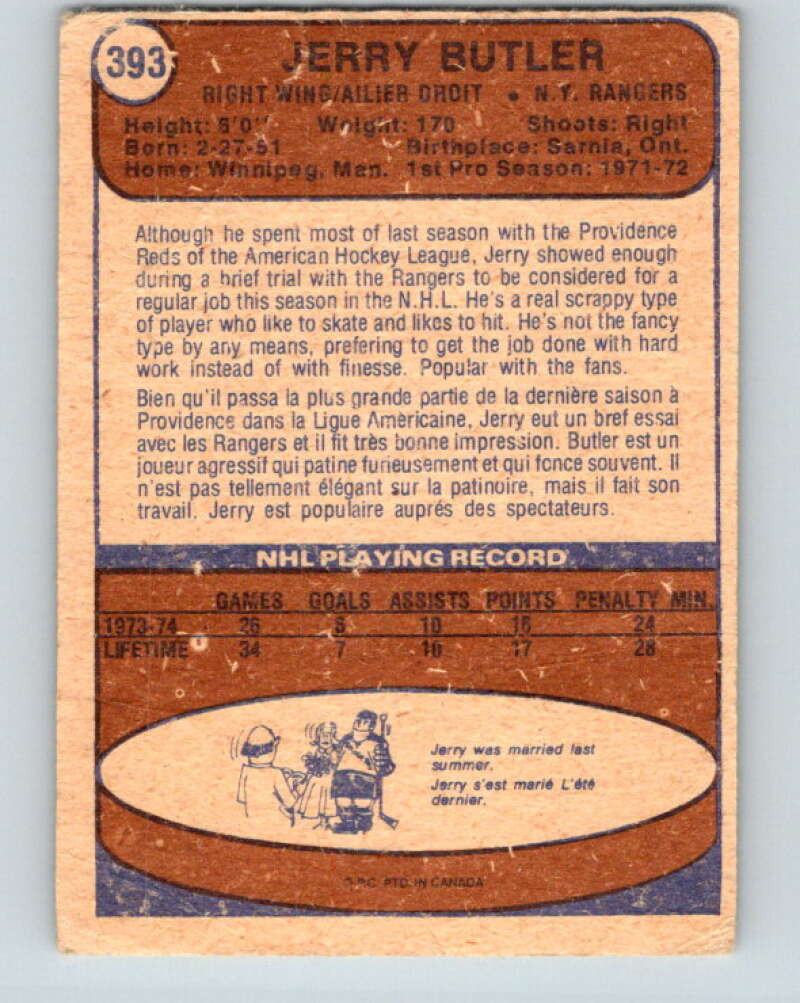 393
JERRY BUTLER
RIGHT WING/AILIER DROIT • N.Y. RANGERS
Height: 6'0" Weight: 170 Shoots: Right
Born: 2-27-51 Birthplace: Sarnia, Ont.
Home: Winnipeg, Man. 1st Pro Season: 1971-72
Although he spent most of last season with the Providence
Reds of the American Hockey League, Jerry showed enough
during a brief trial with the Rangers to be considered for a
regular job this season in the N.H.L. He's a real scrappy type
of player who like to skate and likes to hit. He's not the fancy
type by any means, prefering to get the job done with hard
work instead of with finesse. Popular with the fans.
Bien qu'il passa la plus grande partie de la dernière saison à
Providence dans la Ligue Américaine, Jerry eut un bref essai
avec les Rangers et il fit très bonne impression. Butler est un
joueur agressif qui patine furieusement et qui fonce souvent. Il
n'est pas tellement élégant sur la patinoire, mais il fait son
travail. Jerry est populaire auprés des spectateurs.
NHL PLAYING RECORD
GAMES GOALS ASSISTS POINTS PENALTY MIN.
1973-74 26 6 10 16 24
LIFETIME 34 7 10 17 28
Jerry was married last
summer.
Jerry s'est marié L'été
dernier.
PTD. IN CANADA